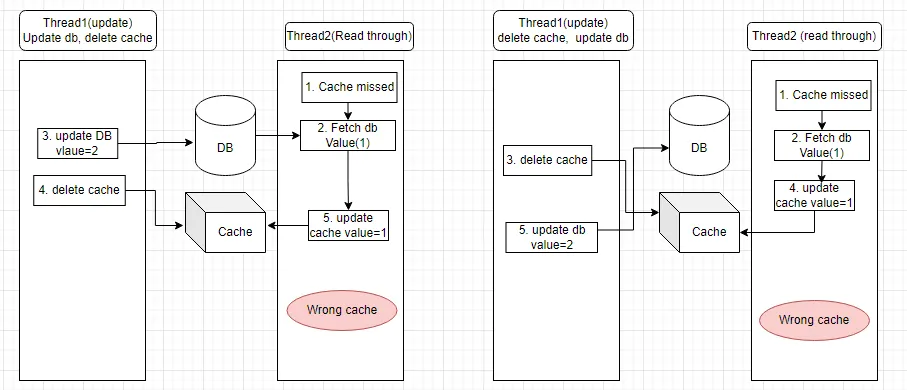 Thread1(update)
Update db, delete cache
Thread2(Read through)
1. Cache missed
2. Fetch db
Value(1)
3. update DB
vlaue=2
DB
4. delete cache
Cache
5. update
cache value=1
Wrong cache
Thread1(update)
delete cache,  update db
Thread2 (read through)
1. Cache missed
2. Fetch db
Value(1)
3. delete cache
DB
4. update
cache value=1
5. update db
value=2
Cache
Wrong cache